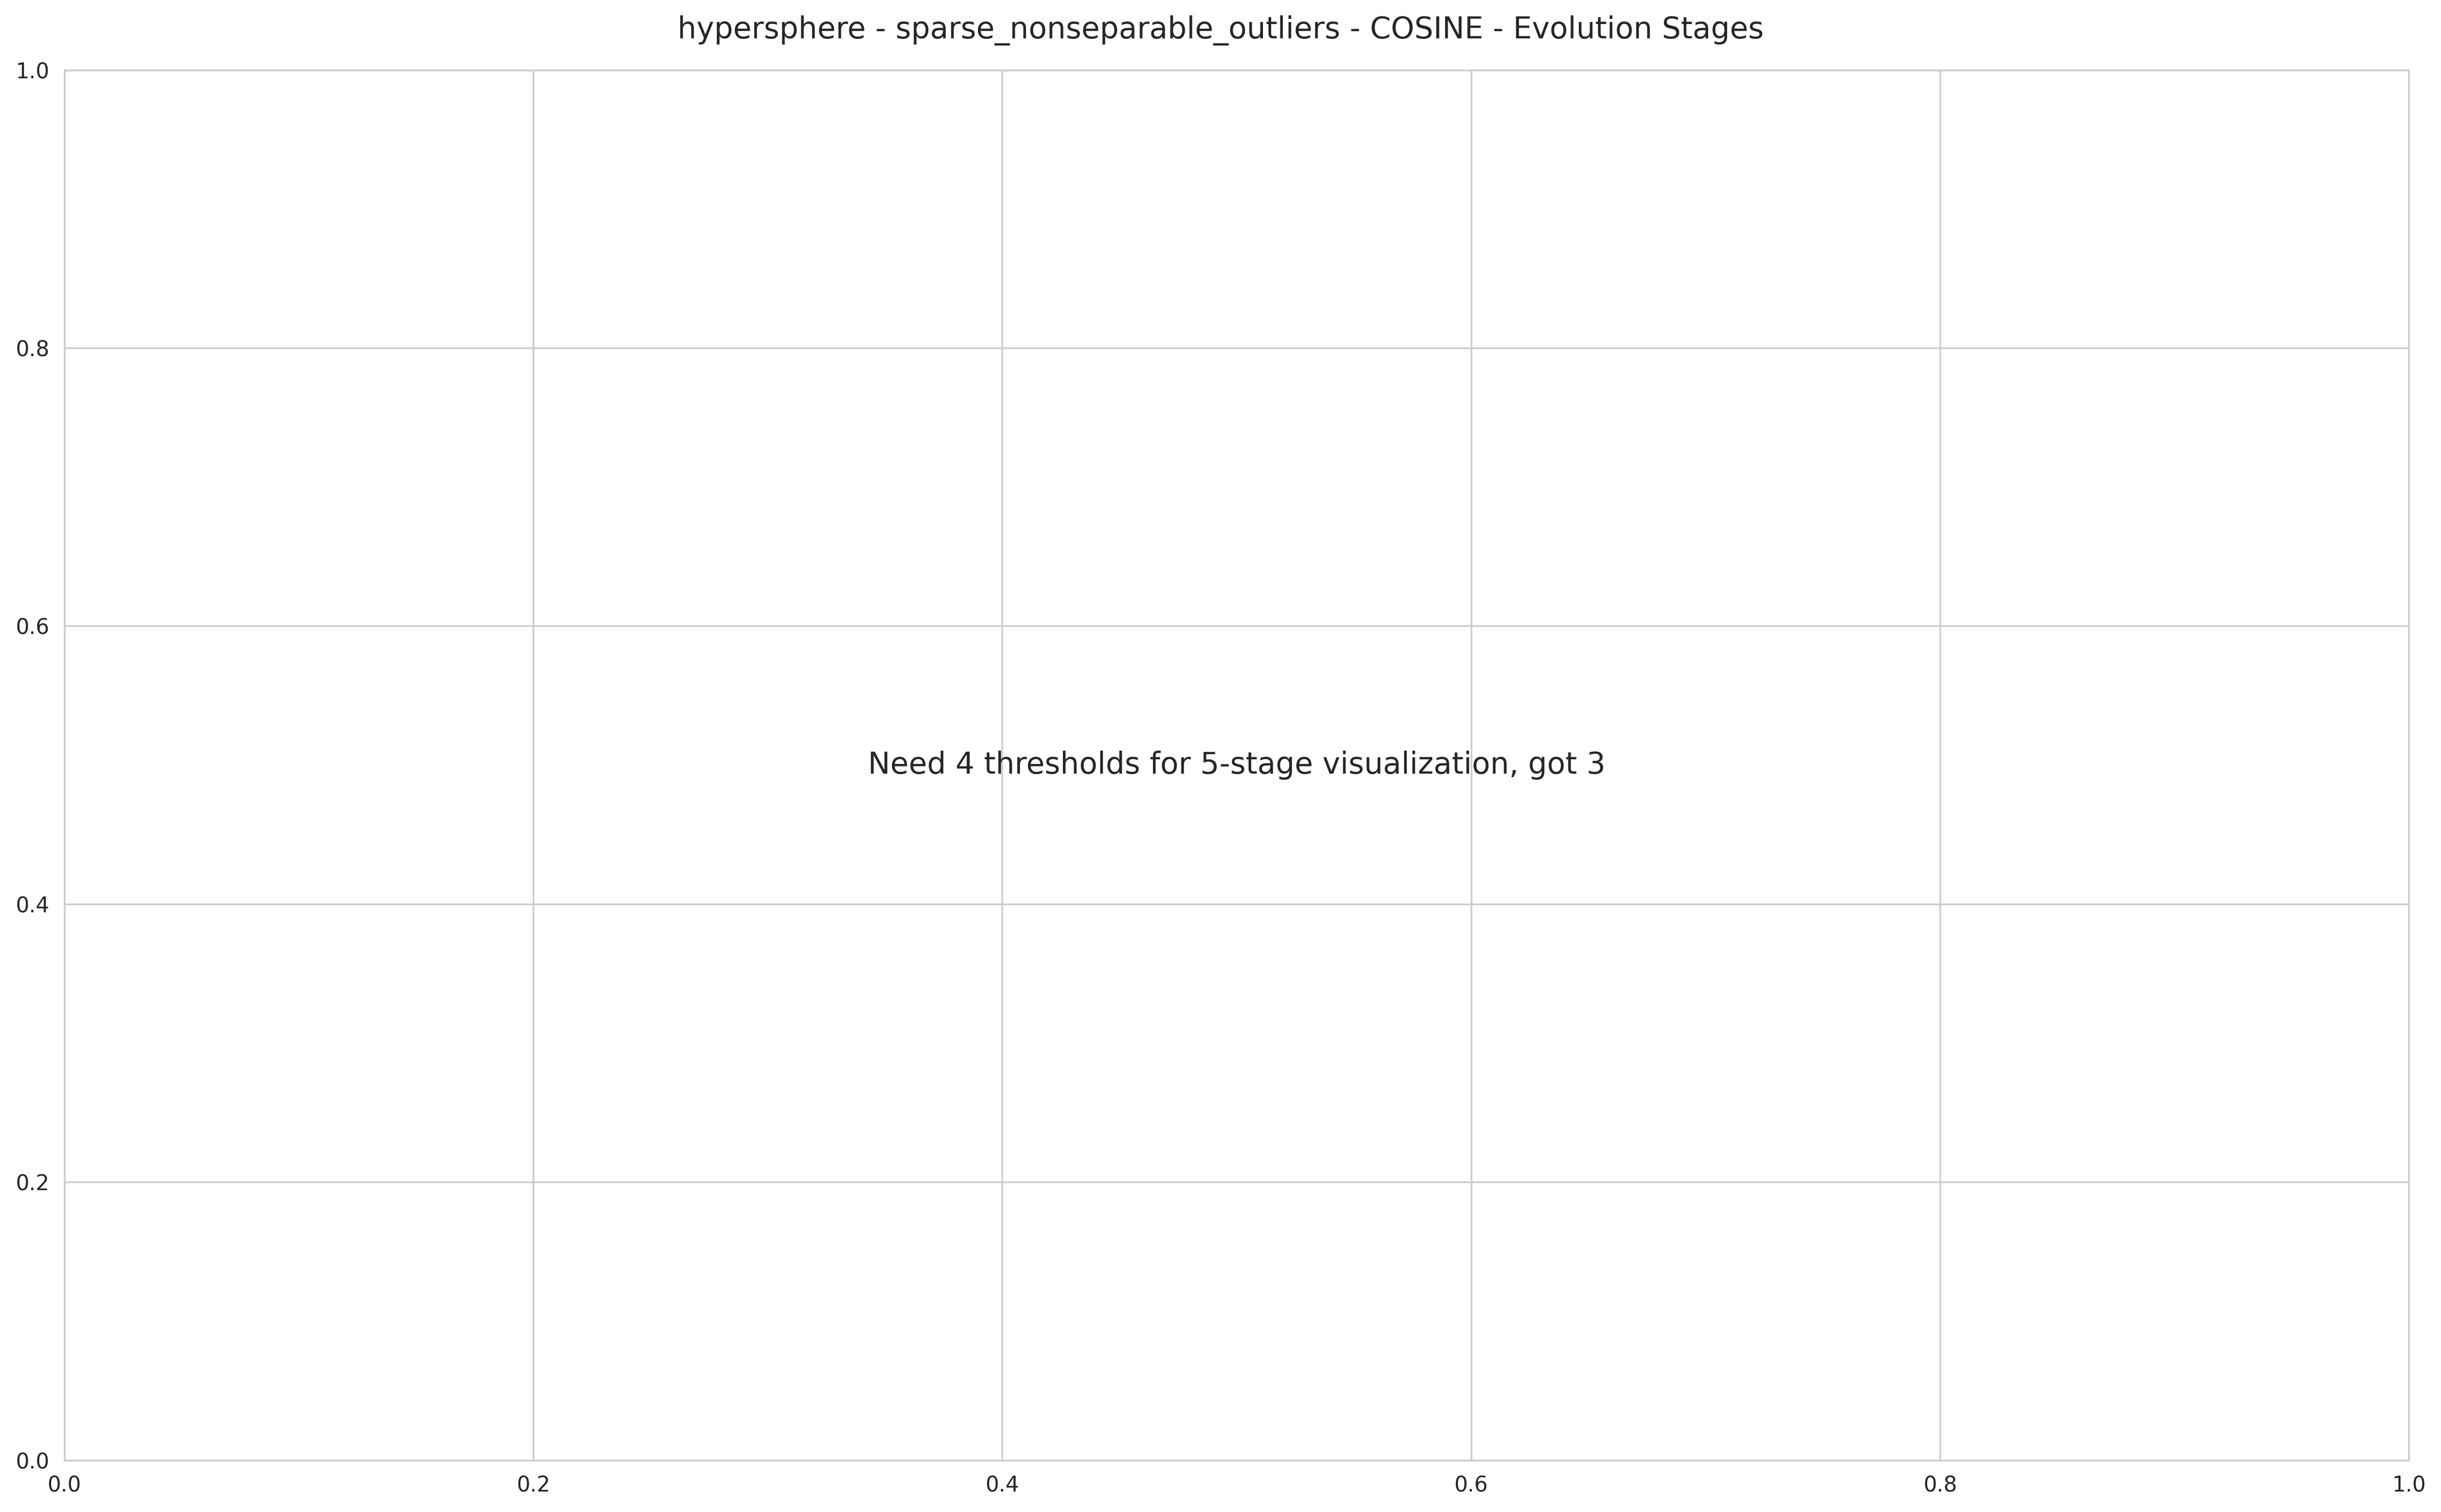 hypersphere - sparse_nonseparable_outliers - COSINE - Evolution Stages
1.0
0.8
0.6
Need 4 thresholds for 5-stage visualization, got 3
0.4
0.2
0.0
0.0 0.2 0.4 0.6 0.8 1.0